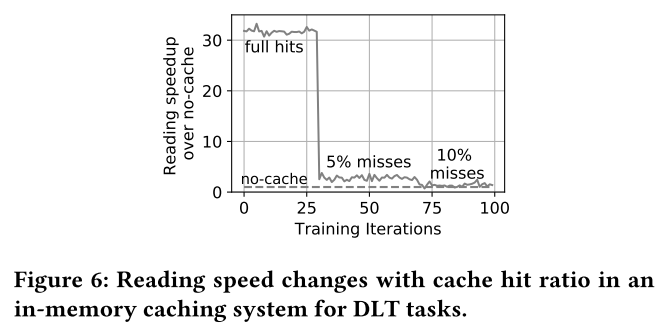 Reading speedup
over no-cache
30
20
10
0
full hits
5% misses
10%
misses
no-cache
0 25 50 75 100
Training Iterations
Figure 6: Reading speed changes with cache hit ratio in an
in-memory caching system for DLT tasks.